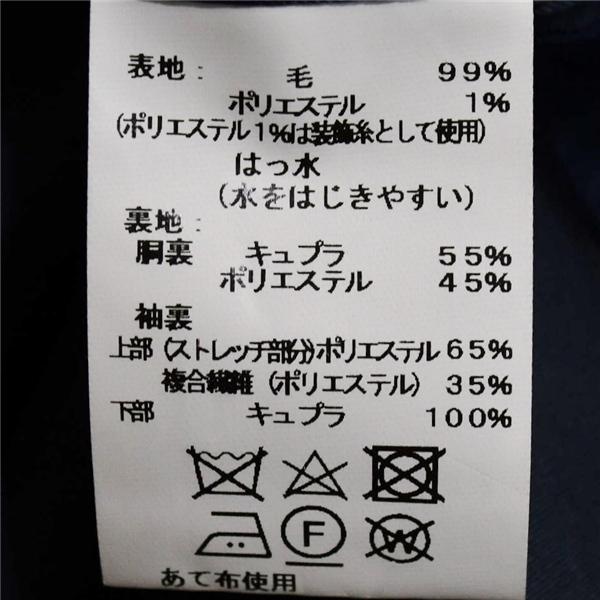 表地： 毛 99%
ポリエステル 1%
(ポリエステル1%は装飾糸として使用)
はっ水
(水をはじきやすい)
裏地：
胴裏 キュプラ 55%
ポリエステル 45%
袖裏
上部(ストレッチ部分)ポリエステル 65%
複合繊維(ポリエステル) 35%
下部 キュプラ 100%
F W
あて布使用